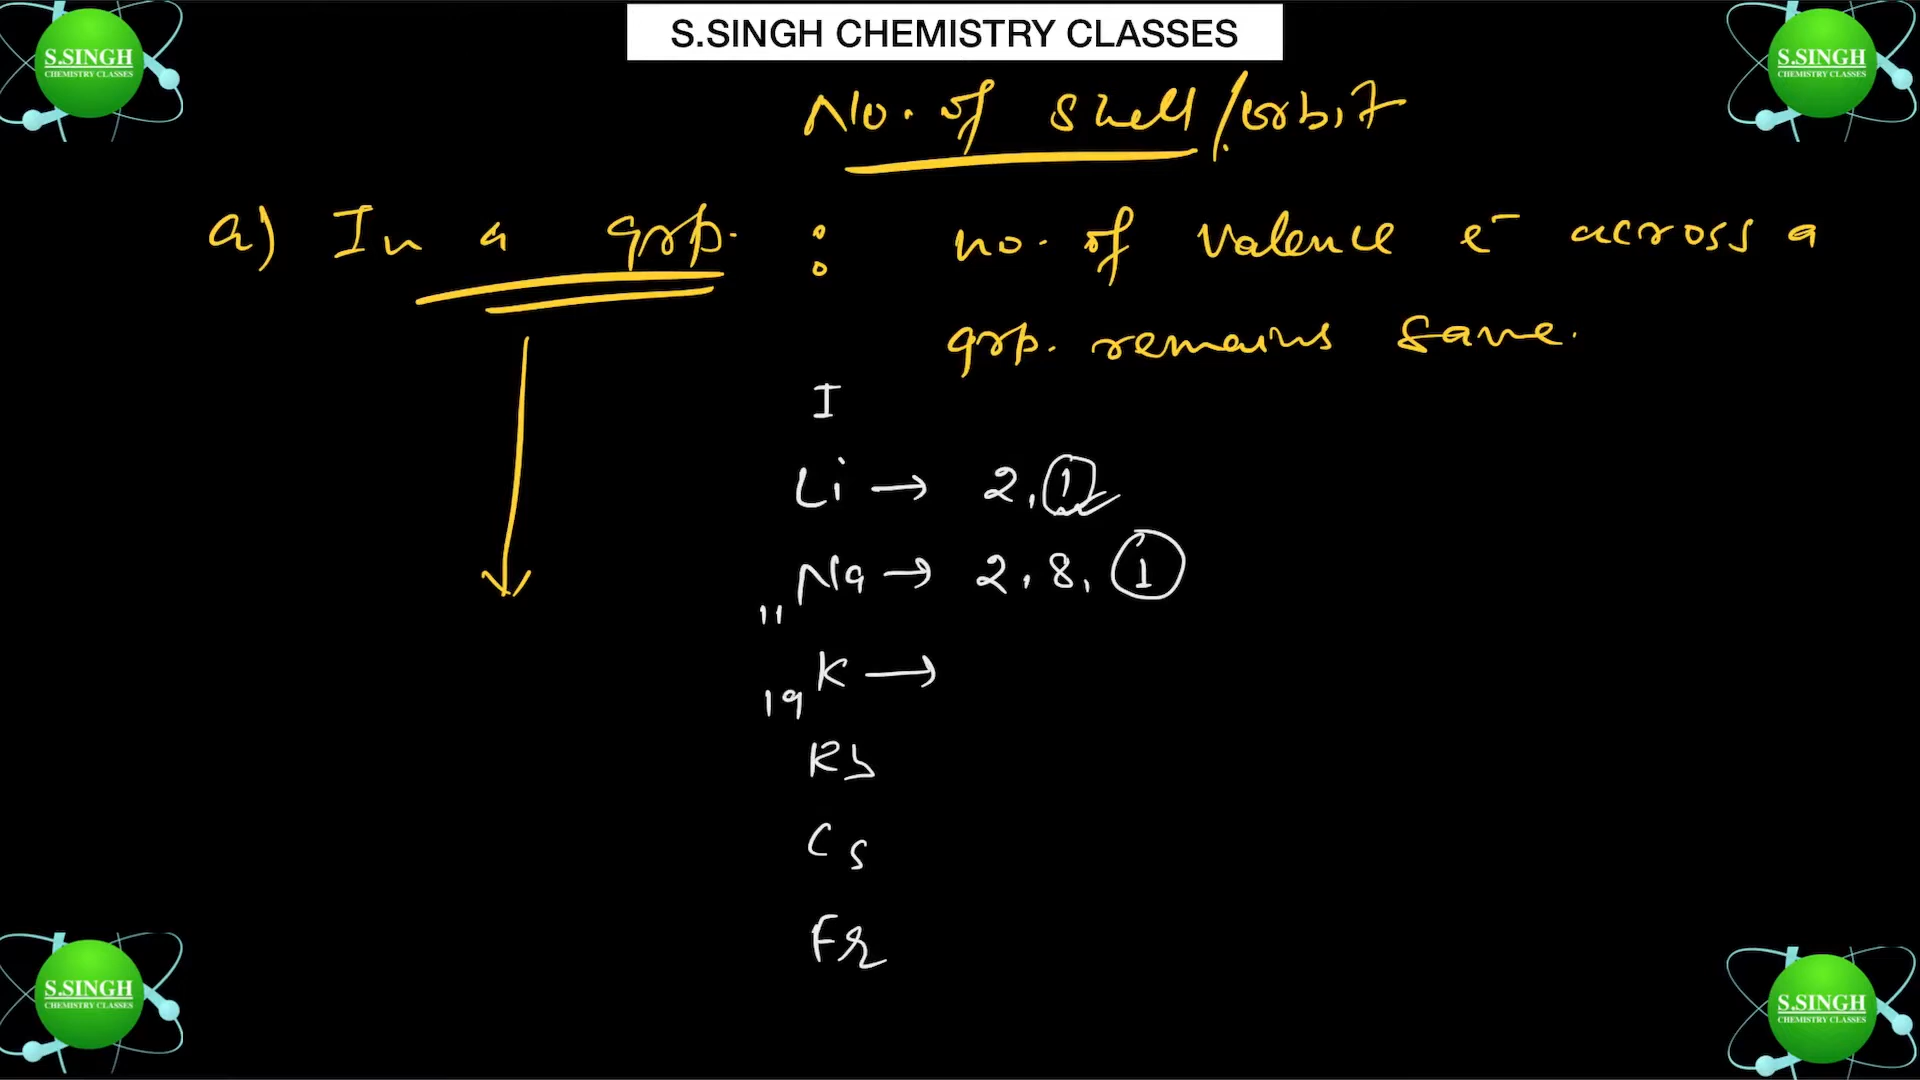 S.SINGH CHEMISTRY CLASSES
S.SINGH
CHEMISTRY CLASSES
S.SINGH
CHEMISTRY CLASSES
No. of shell/orbit
a) In a grp. : no. of valence e⁻ across a
grp. remains same.
I
Li → 2, 1
₁₁Na → 2, 8, 1
₁₉K →
Rb
Cs
Fr
S.SINGH
CHEMISTRY CLASSES
S.SINGH
CHEMISTRY CLASSES